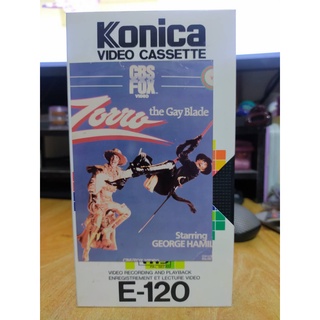 Konica
VIDEO CASSETTE
CBS
FOX
VIDEO
Zorro
the Gay Blade
Starring
GEORGE HAMIL
VIDEO RECORDING AND PLAYBACK
ENREGISTREMENT ET LECTURE VIDEO
E-120